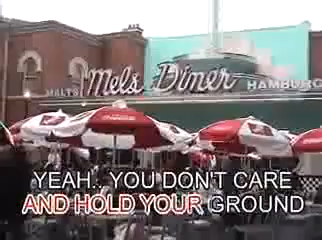 MALTS Mels Diner HAMBURG
YEAH.. YOU DON'T CARE
AND HOLD YOUR GROUND